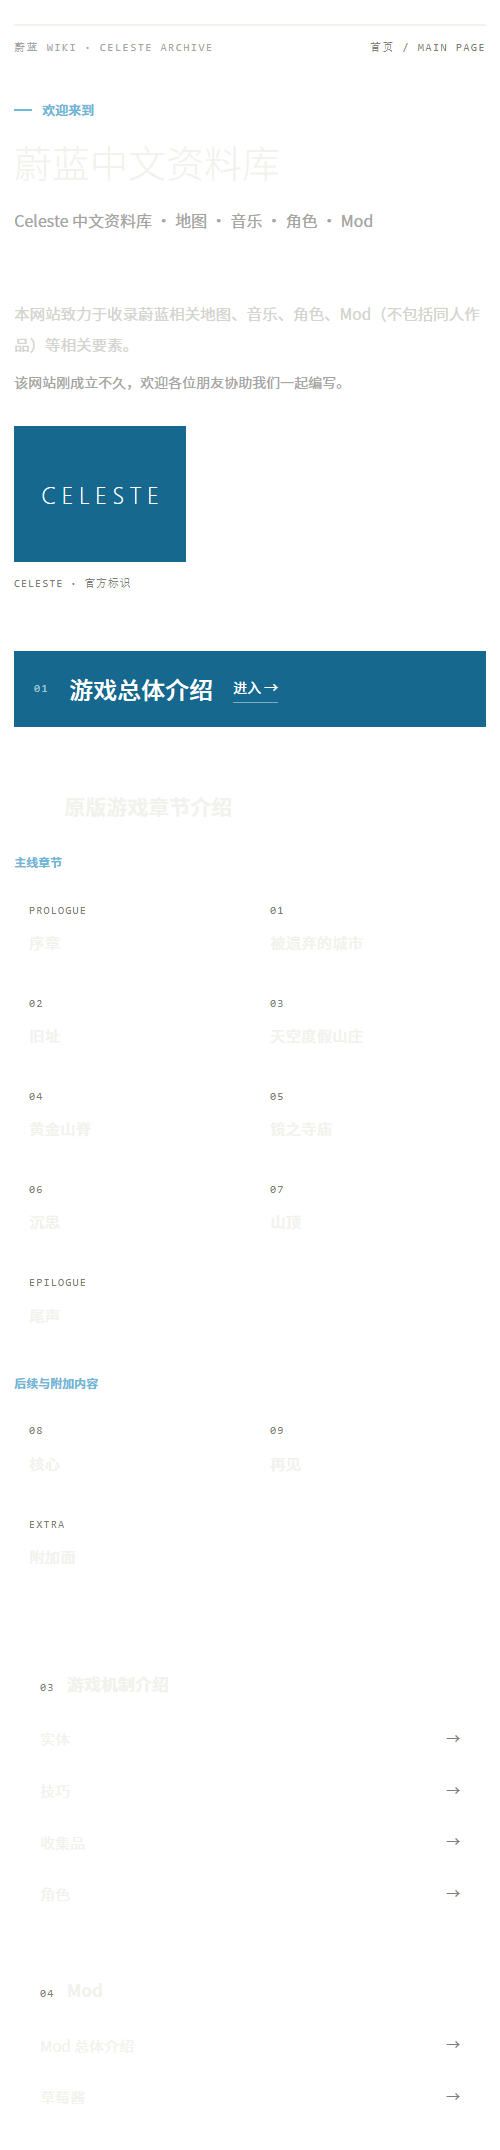 蔚蓝 WIKI · CELESTE ARCHIVE
首页 / MAIN PAGE
欢迎来到
蔚蓝中文资料库
Celeste 中文资料库 · 地图 · 音乐 · 角色 · Mod
本网站致力于收录蔚蓝相关地图、音乐、角色、Mod（不包括同人作
品）等相关要素。
该网站刚成立不久，欢迎各位朋友协助我们一起编写。
CELESTE
CELESTE · 官方标识
01 游戏总体介绍 进入 →
原版游戏章节介绍
主线章节
PROLOGUE
序章
01
被遗弃的城市
02
旧址
03
天空度假山庄
04
黄金山脊
05
镜之寺庙
06
沉思
07
山顶
EPILOGUE
尾声
后续与附加内容
08
核心
09
再见
EXTRA
附加面
03 游戏机制介绍
实体 →
技巧 →
收集品 →
角色 →
04 Mod
Mod 总体介绍 →
草莓酱 →